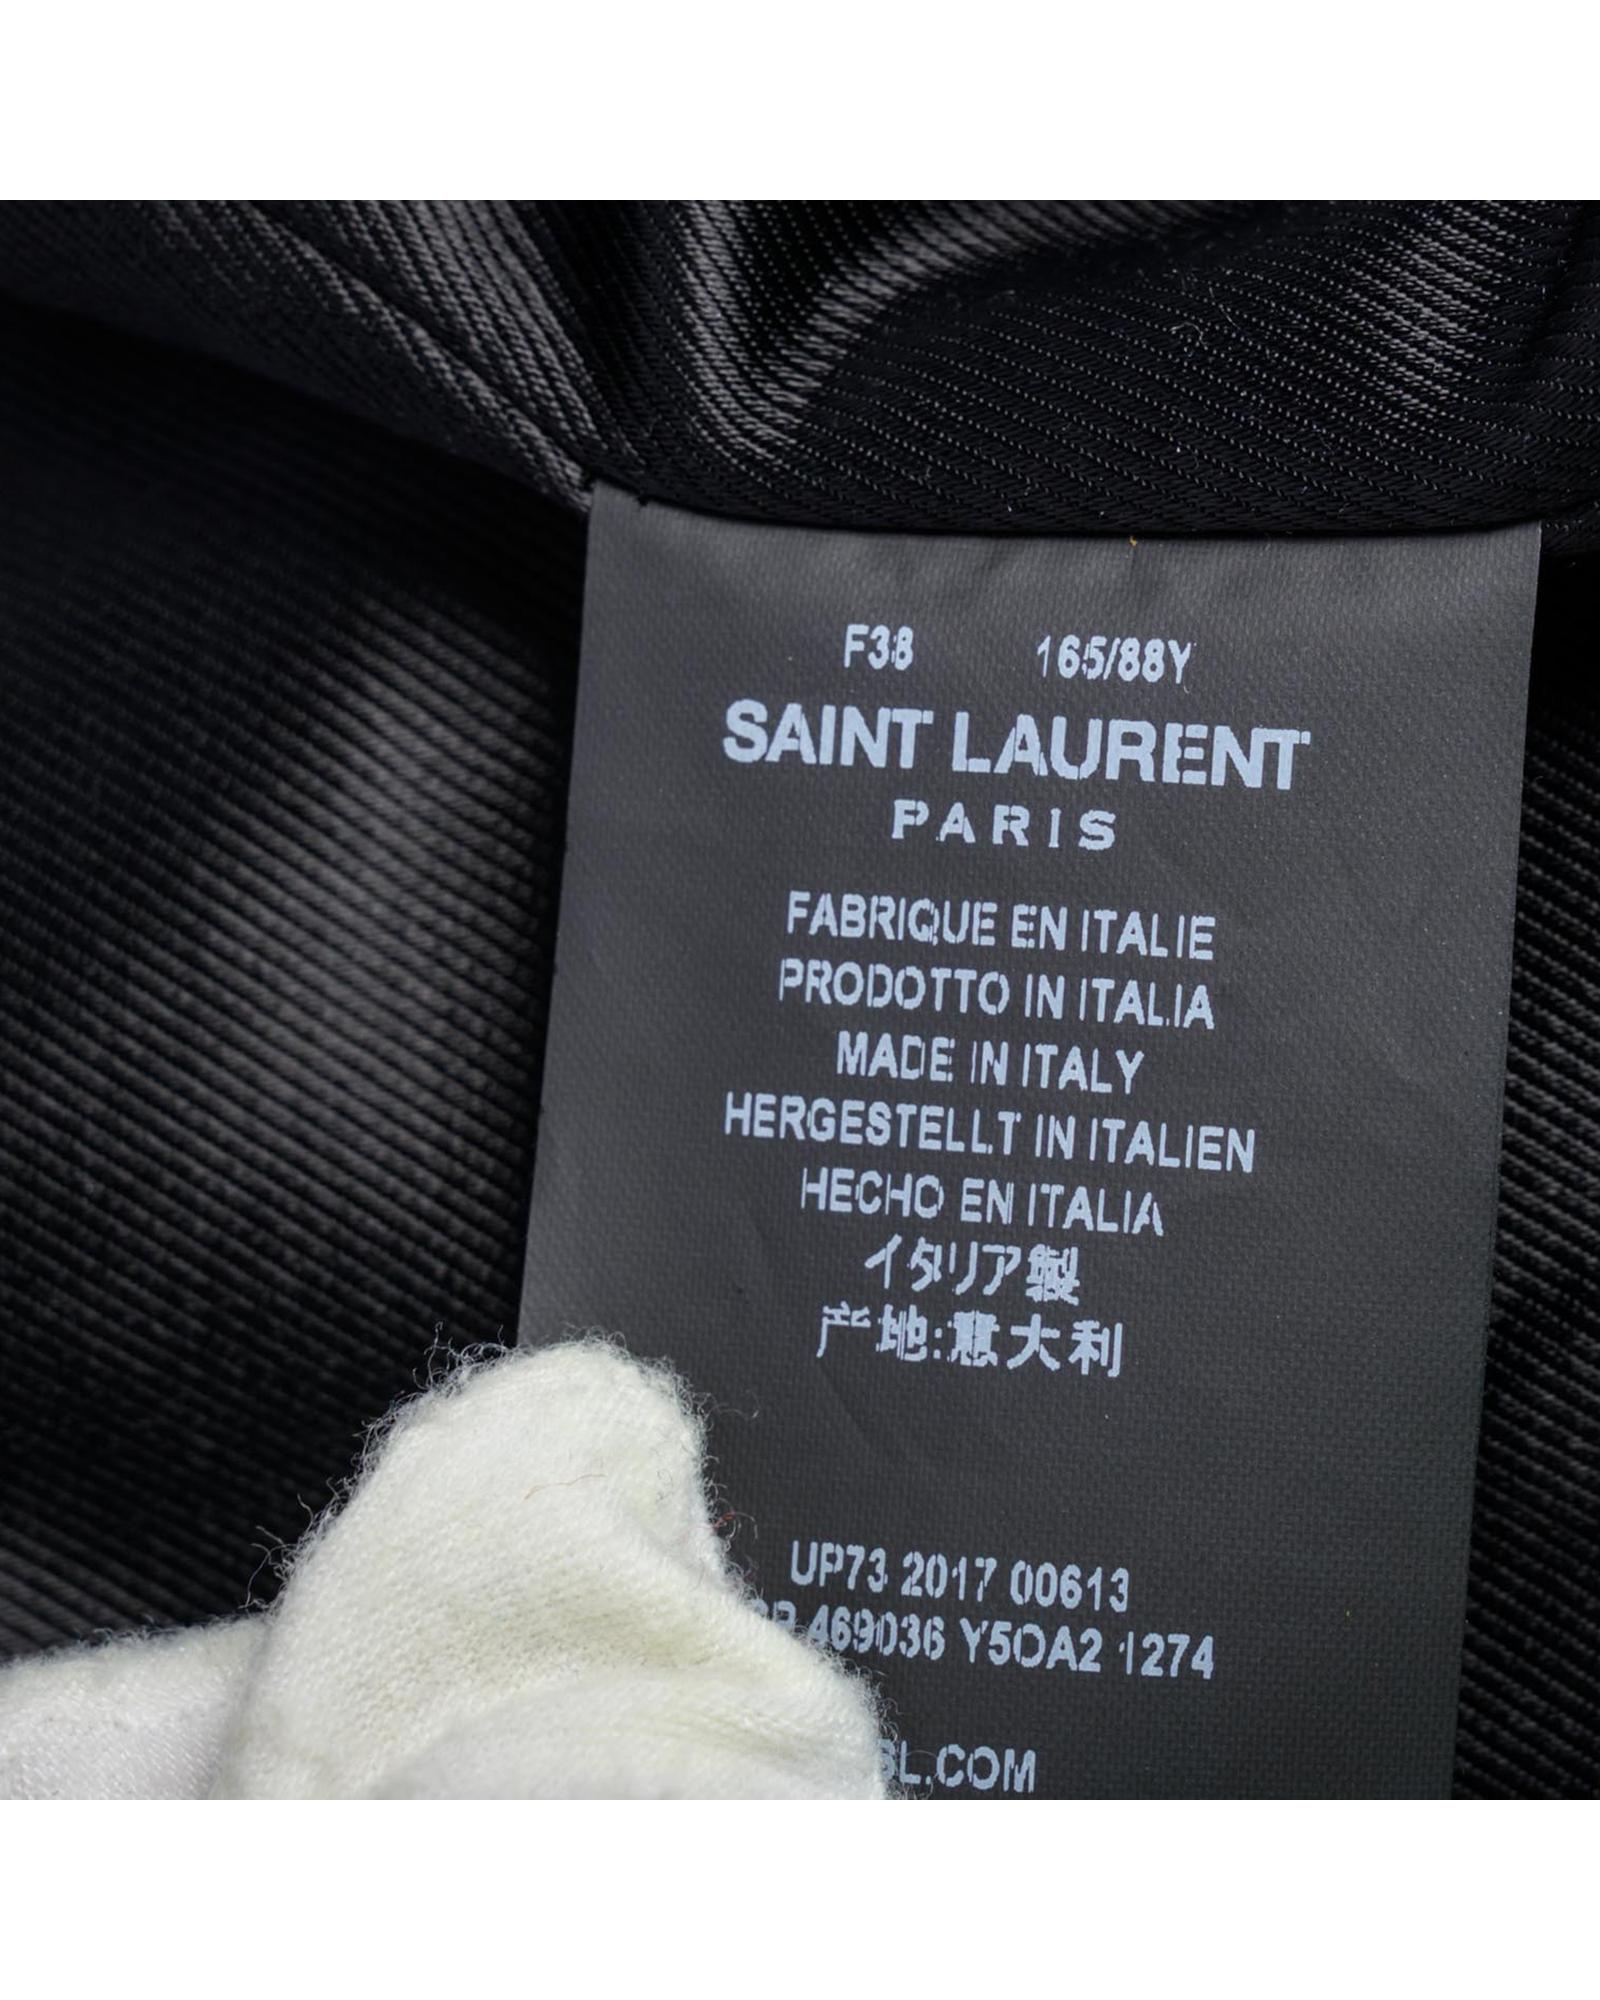 F38 165/88Y
SAINT LAURENT
PARIS
FABRIQUE EN ITALIE
PRODOTTO IN ITALIA
MADE IN ITALY
HERGESTELLT IN ITALIEN
HECHO EN ITALIA
イタリア製
产地:意大利
UP73 2017 00613
469036 Y5OA2 1274
SL.COM